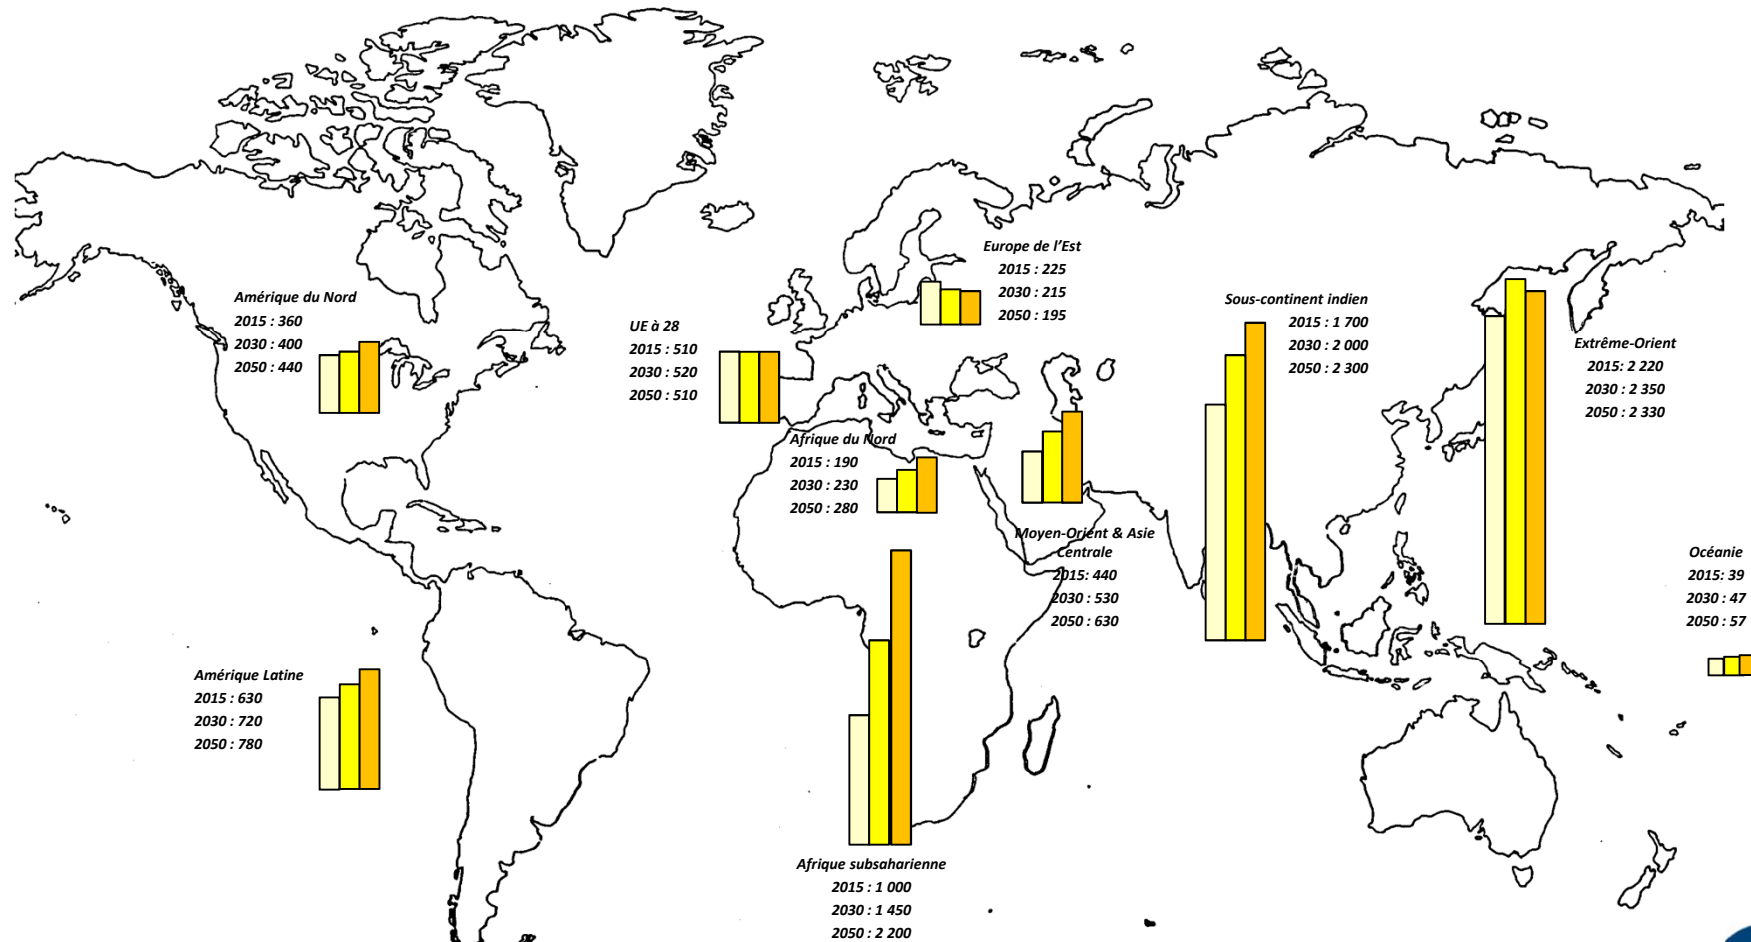 Europe de l'Est
2015 : 225
2030 : 215
2050 : 195
Amérique du Nord
2015 : 360
2030 : 400
2050 : 440
UE à 28
2015 : 510
2030 : 520
2050 : 510
Sous-continent indien
2015 : 1 700
2030 : 2 000
2050 : 2 300
Extrême-Orient
2015: 2 220
2030 : 2 350
2050 : 2 330
Afrique du Nord
2015 : 190
2030 : 230
2050 : 280
Moyen-Orient & Asie
Centrale
2015: 440
2030 : 530
2050 : 630
Océanie
2015: 39
2030 : 47
2050 : 57
Amérique Latine
2015 : 630
2030 : 720
2050 : 780
Afrique subsaharienne
2015 : 1 000
2030 : 1 450
2050 : 2 200